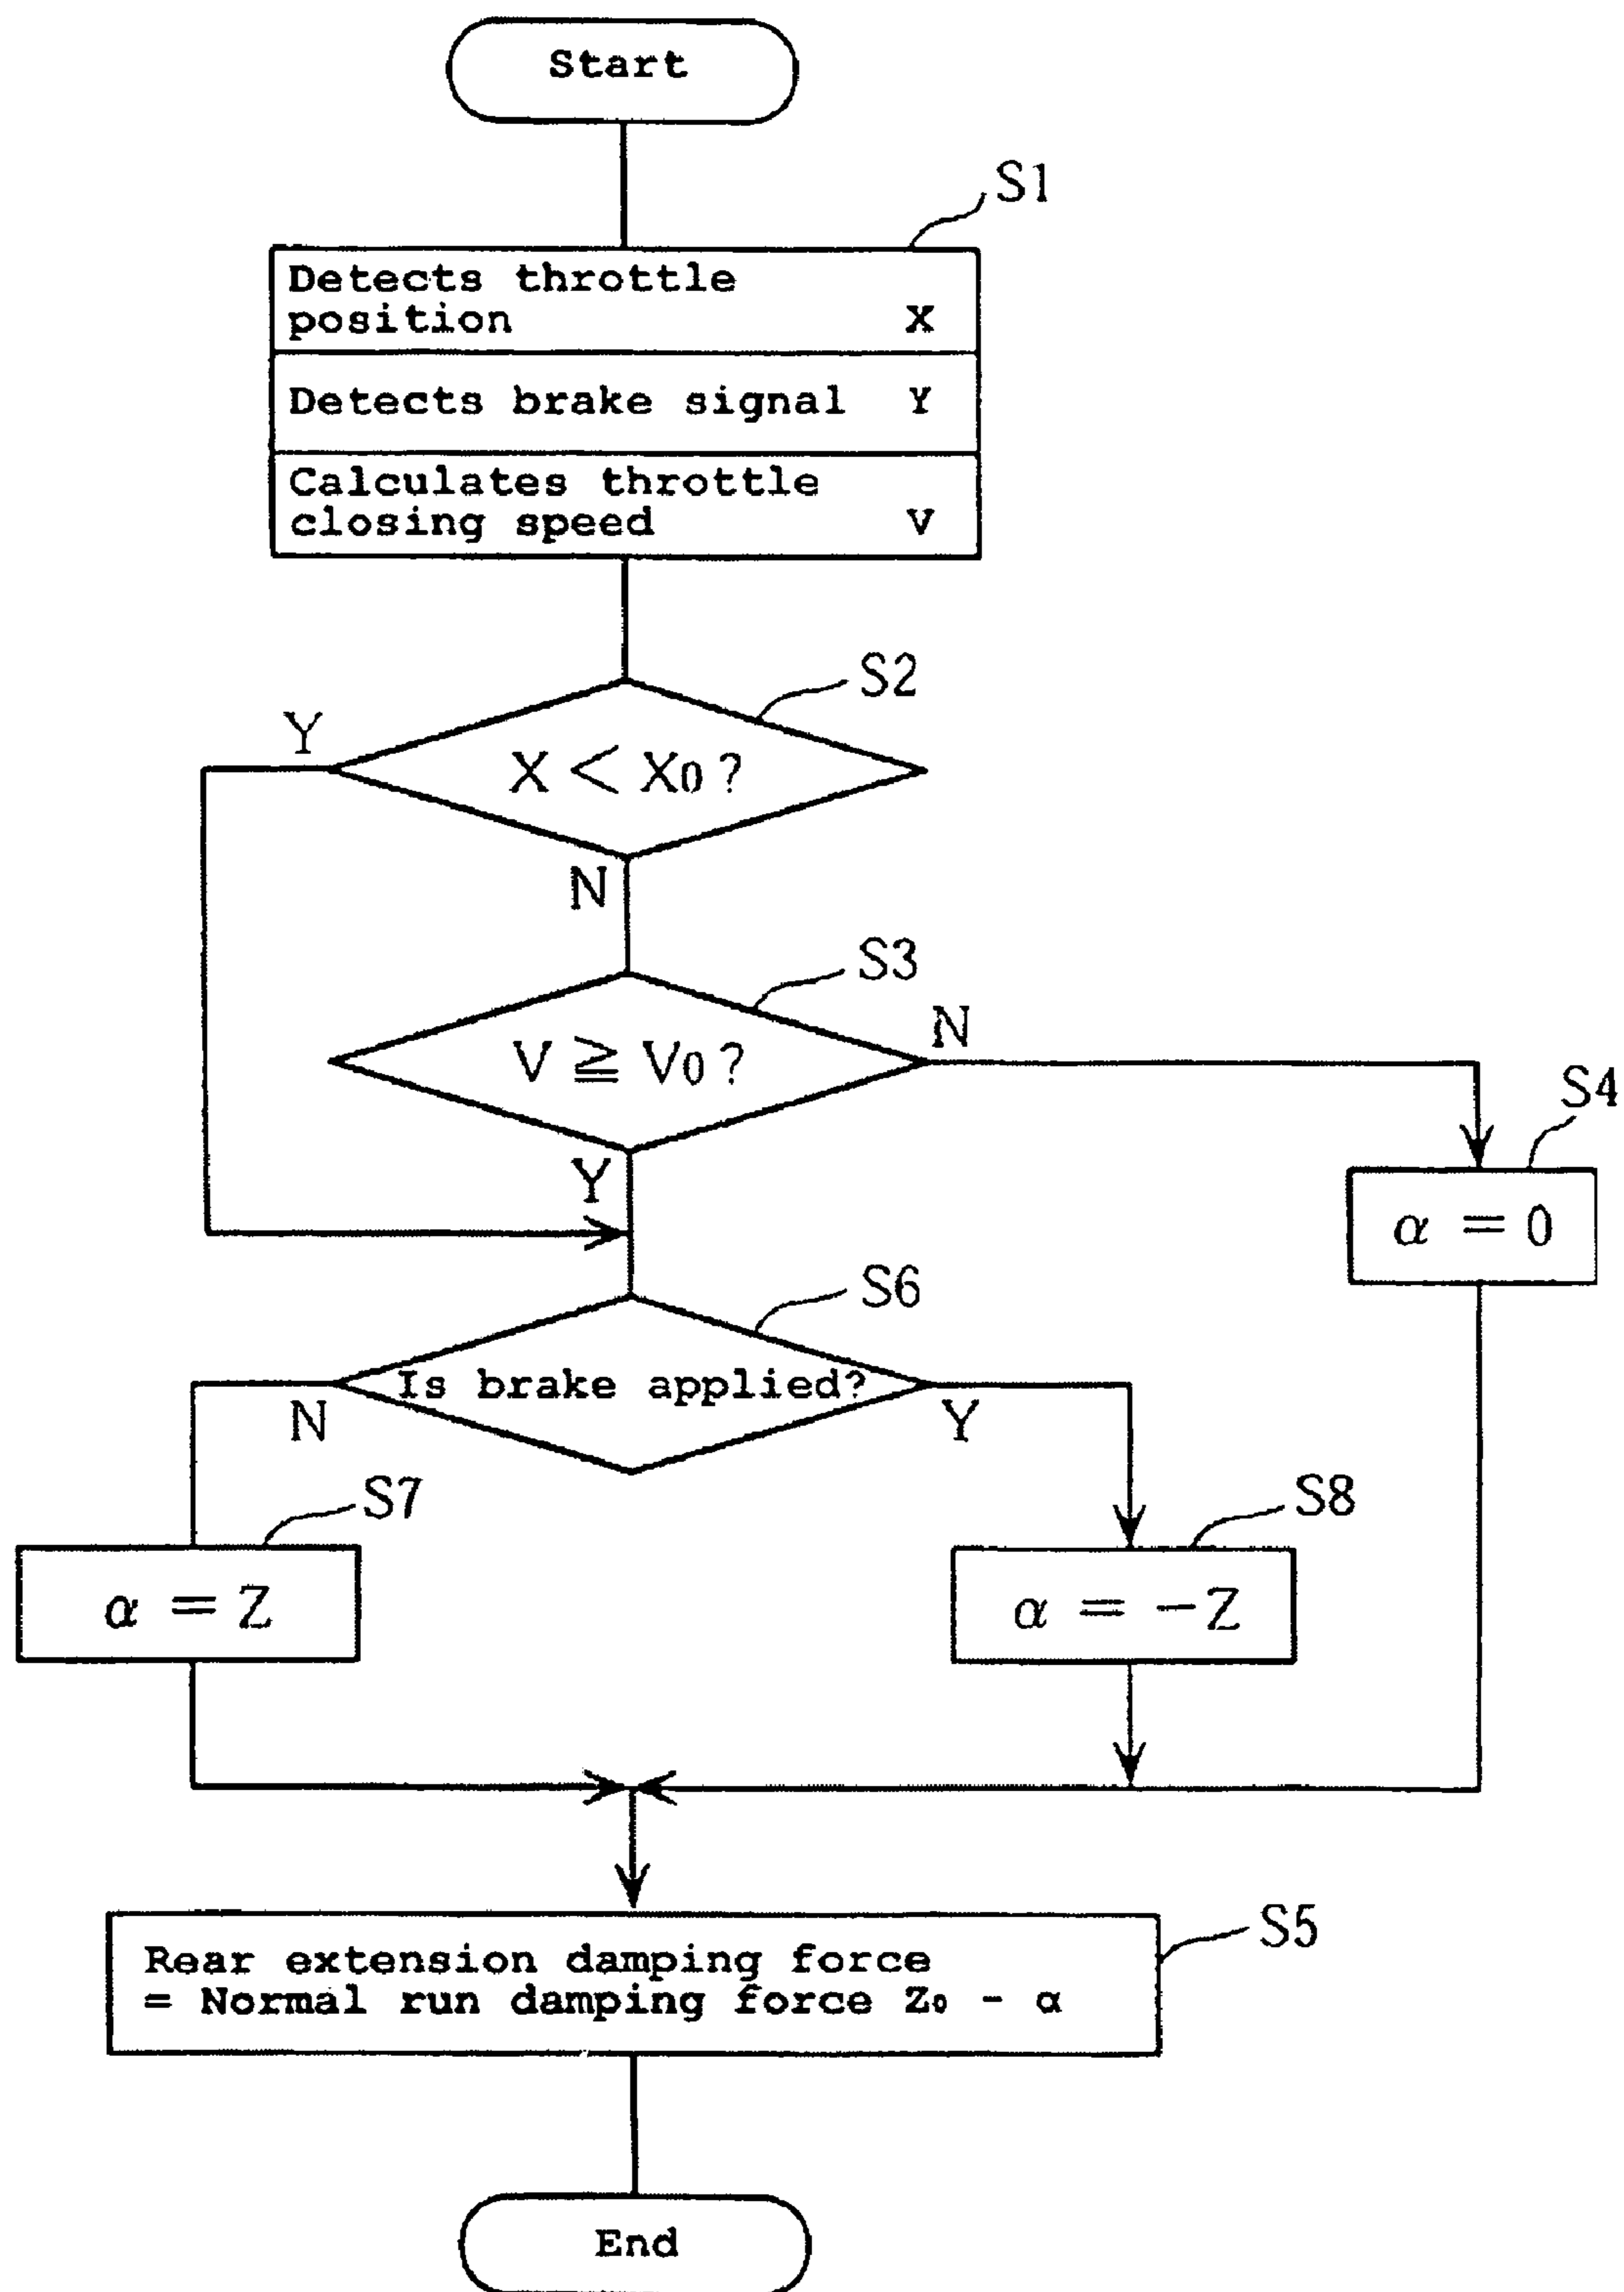 Start
S1
Detects throttle
position X
Detects brake signal Y
Calculates throttle
closing speed V
S2
Y
X < X0 ?
N
S3
N
V ≧ V0 ?
S4
Y
α = 0
S6
Is brake applied?
N
Y
S7
S8
α = Z
α = −Z
S5
Rear extension damping force
= Normal run damping force Z0 - α
End